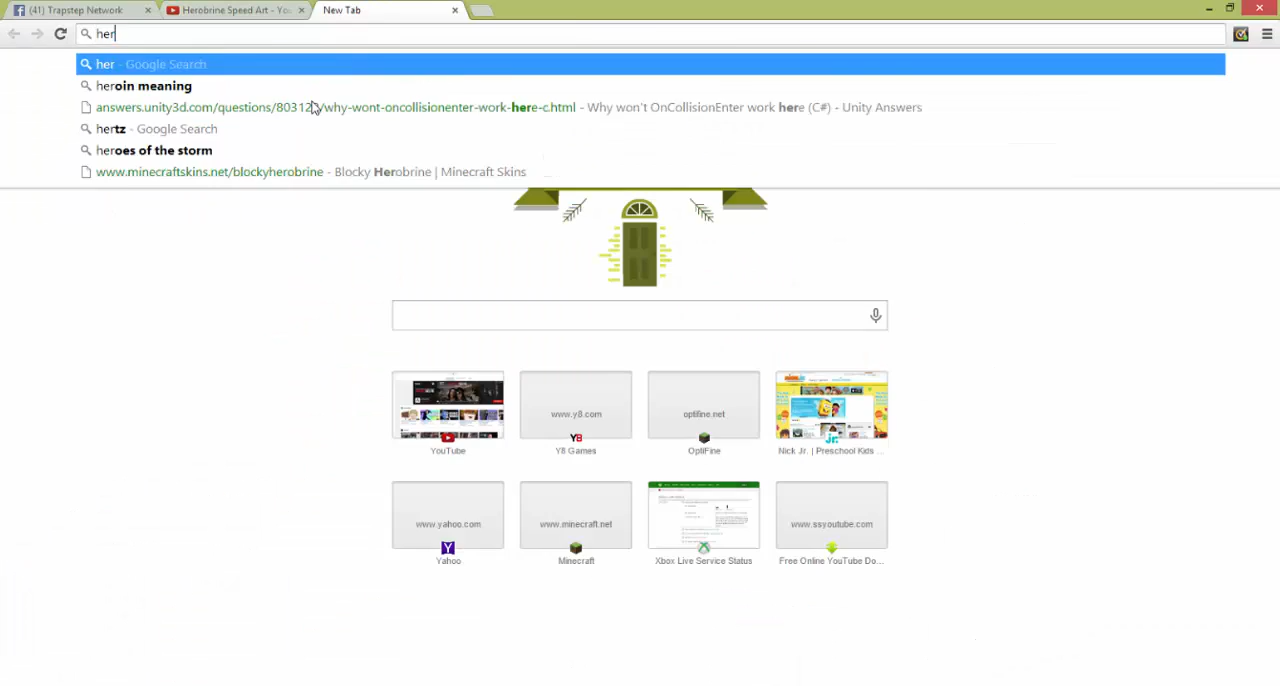 (41) Trapstep Network
Herobrine Speed Art - You
New Tab
her
her - Google Search
heroin meaning
answers.unity3d.com/questions/80312 /why-wont-oncollisionenter-work-here-c.html - Why won't OnCollisionEnter work here (C#) - Unity Answers
hertz - Google Search
heroes of the storm
www.minecraftskins.net/blockyherobrine - Blocky Herobrine | Minecraft Skins
www.y8.com
optifine.net
YouTube
Y8 Games
OptiFine
Nick Jr. | Preschool Kids ...
www.yahoo.com
www.minecraft.net
www.ssyoutube.com
Yahoo
Minecraft
Xbox Live Service Status
Free Online YouTube Do...